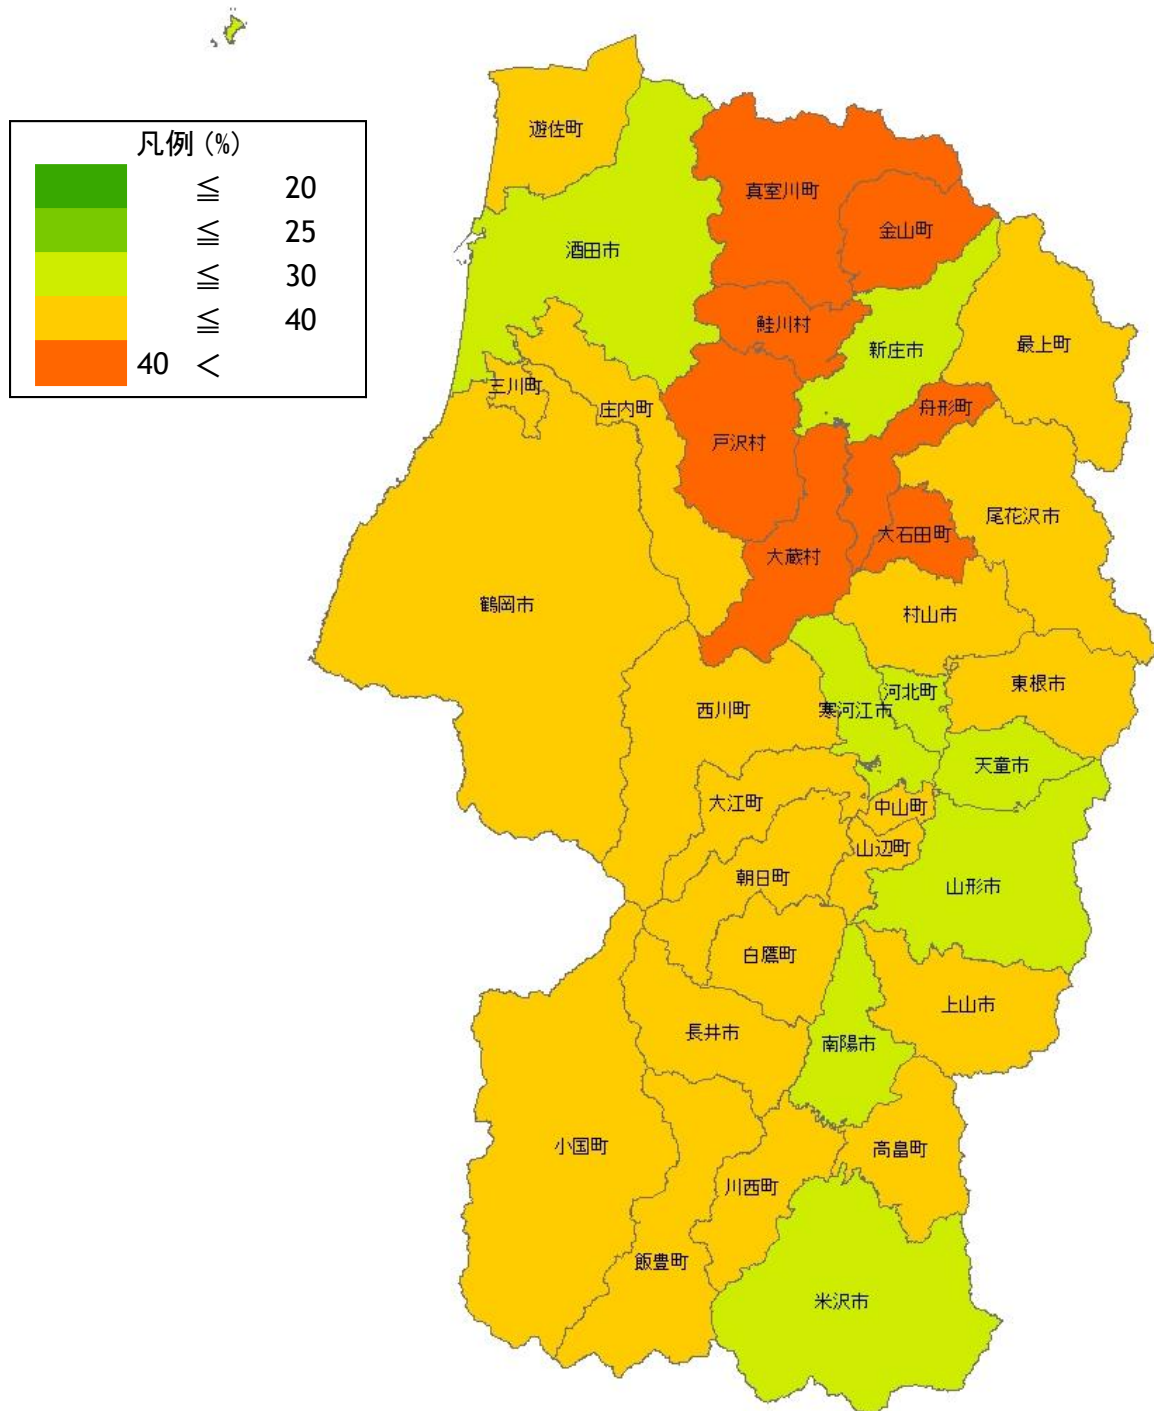 凡例 (%)
≦ 20
≦ 25
≦ 30
≦ 40
40 <
遊佐町
真室川町
金山町
酒田市
鮭川村
新庄市
最上町
三川町
庄内町
舟形町
戸沢村
尾花沢市
大石田町
大蔵村
鶴岡市
村山市
河北町
東根市
西川町
寒河江市
天童市
大江町
中山町
山辺町
朝日町
山形市
白鷹町
上山市
長井市
南陽市
小国町
高畠町
川西町
飯豊町
米沢市